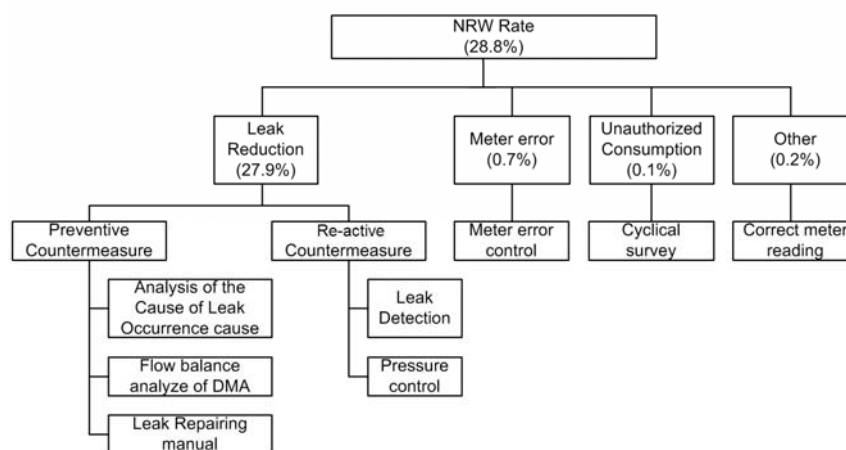 NRW Rate
(28.8%)
Leak
Reduction
(27.9%)
Meter error
(0.7%)
Unauthorized
Consumption
(0.1%)
Other
(0.2%)
Preventive
Countermeasure
Re-active
Countermeasure
Meter error
control
Cyclical
survey
Correct meter
reading
Analysis of the
Cause of Leak
Occurrence cause
Leak
Detection
Flow balance
analyze of DMA
Pressure
control
Leak Repairing
manual